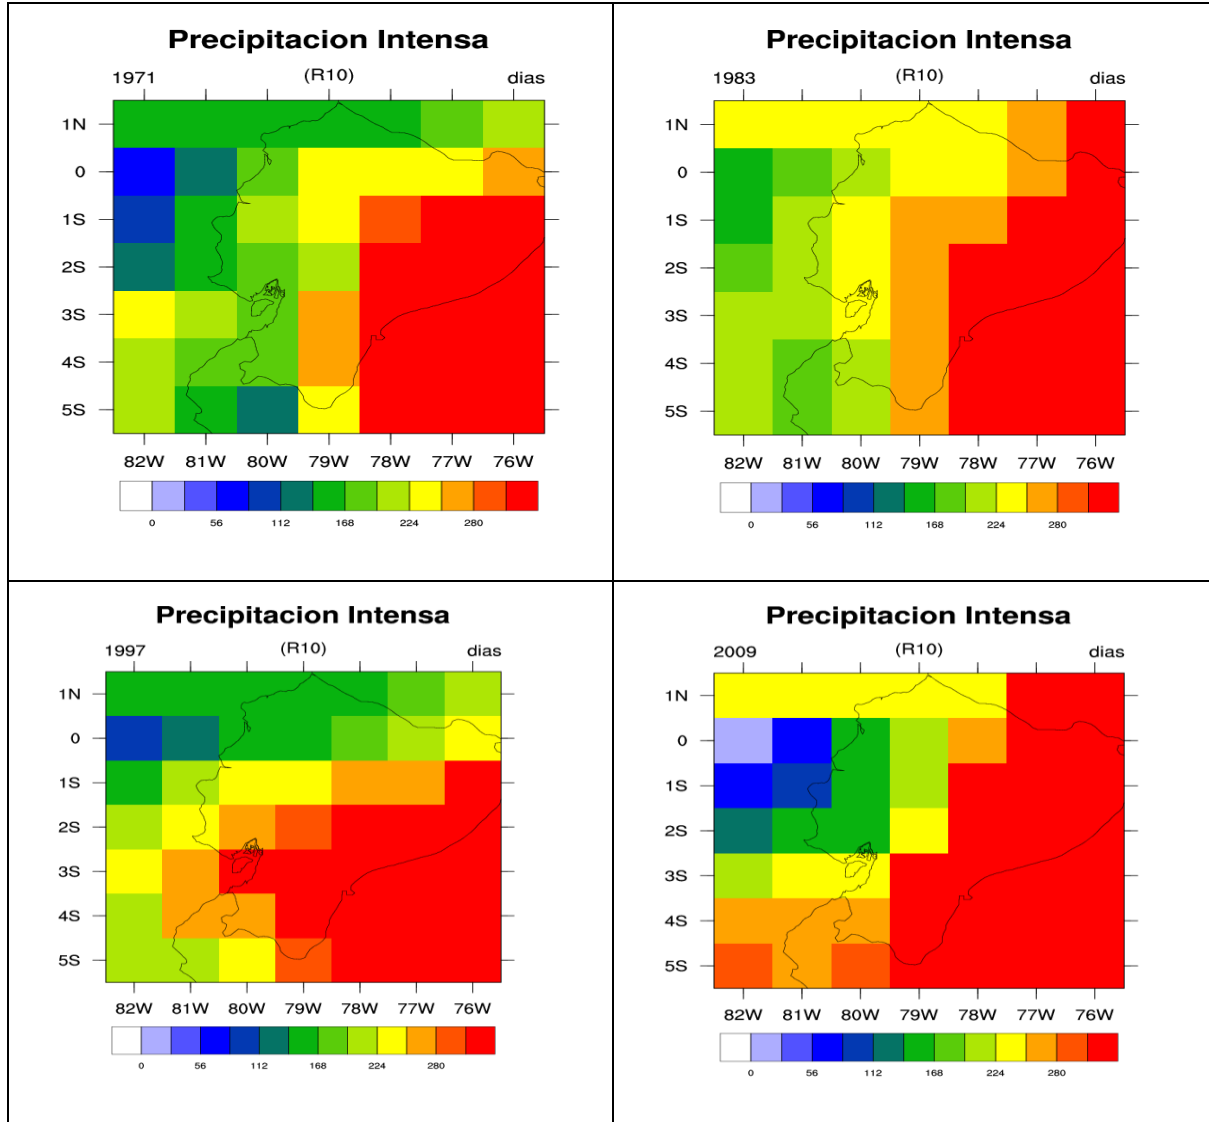 Precipitacion Intensa
1971 (R10) dias
1N
0
1S
2S
3S
4S
5S
82W 81W 80W 79W 78W 77W 76W
0 56 112 168 224 280
Precipitacion Intensa
1983 (R10) dias
1N
0
1S
2S
3S
4S
5S
82W 81W 80W 79W 78W 77W 76W
0 56 112 168 224 280
Precipitacion Intensa
1997 (R10) dias
1N
0
1S
2S
3S
4S
5S
82W 81W 80W 79W 78W 77W 76W
0 56 112 168 224 280
Precipitacion Intensa
2009 (R10) dias
1N
0
1S
2S
3S
4S
5S
82W 81W 80W 79W 78W 77W 76W
0 56 112 168 224 280